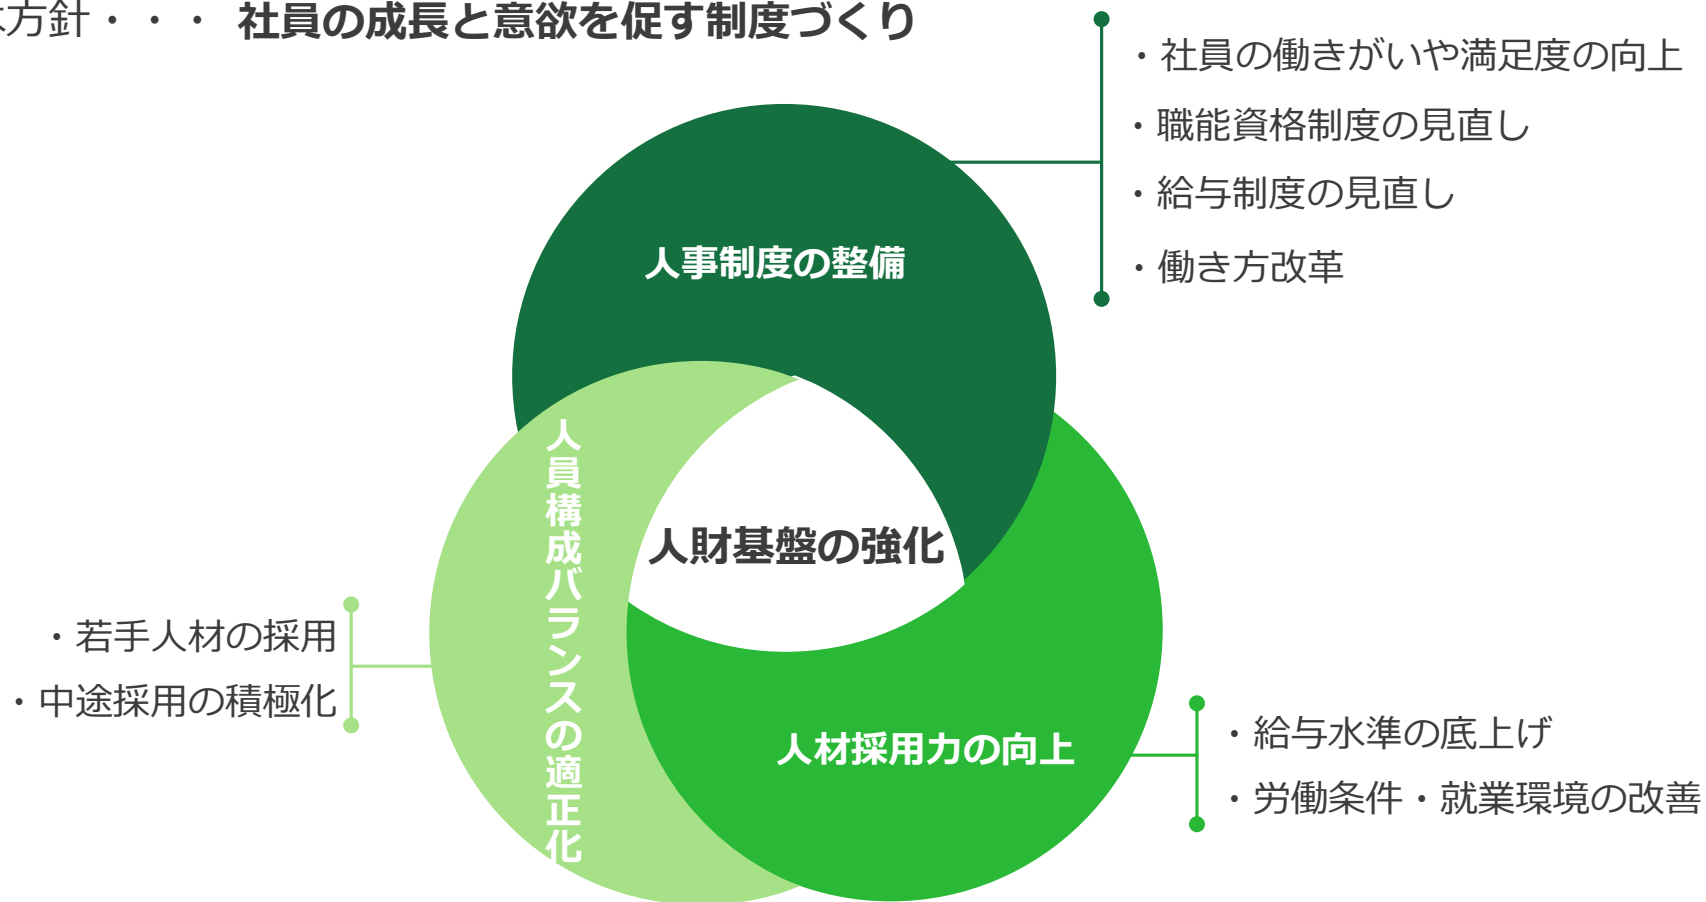 方針・・・ 社員の成長と意欲を促す制度づくり
・社員の働きがいや満足度の向上
・職能資格制度の見直し
・給与制度の見直し
・働き方改革
人事制度の整備
人員構成バランスの適正化
人財基盤の強化
・若手人材の採用
・中途採用の積極化
人材採用力の向上
・給与水準の底上げ
・労働条件・就業環境の改善